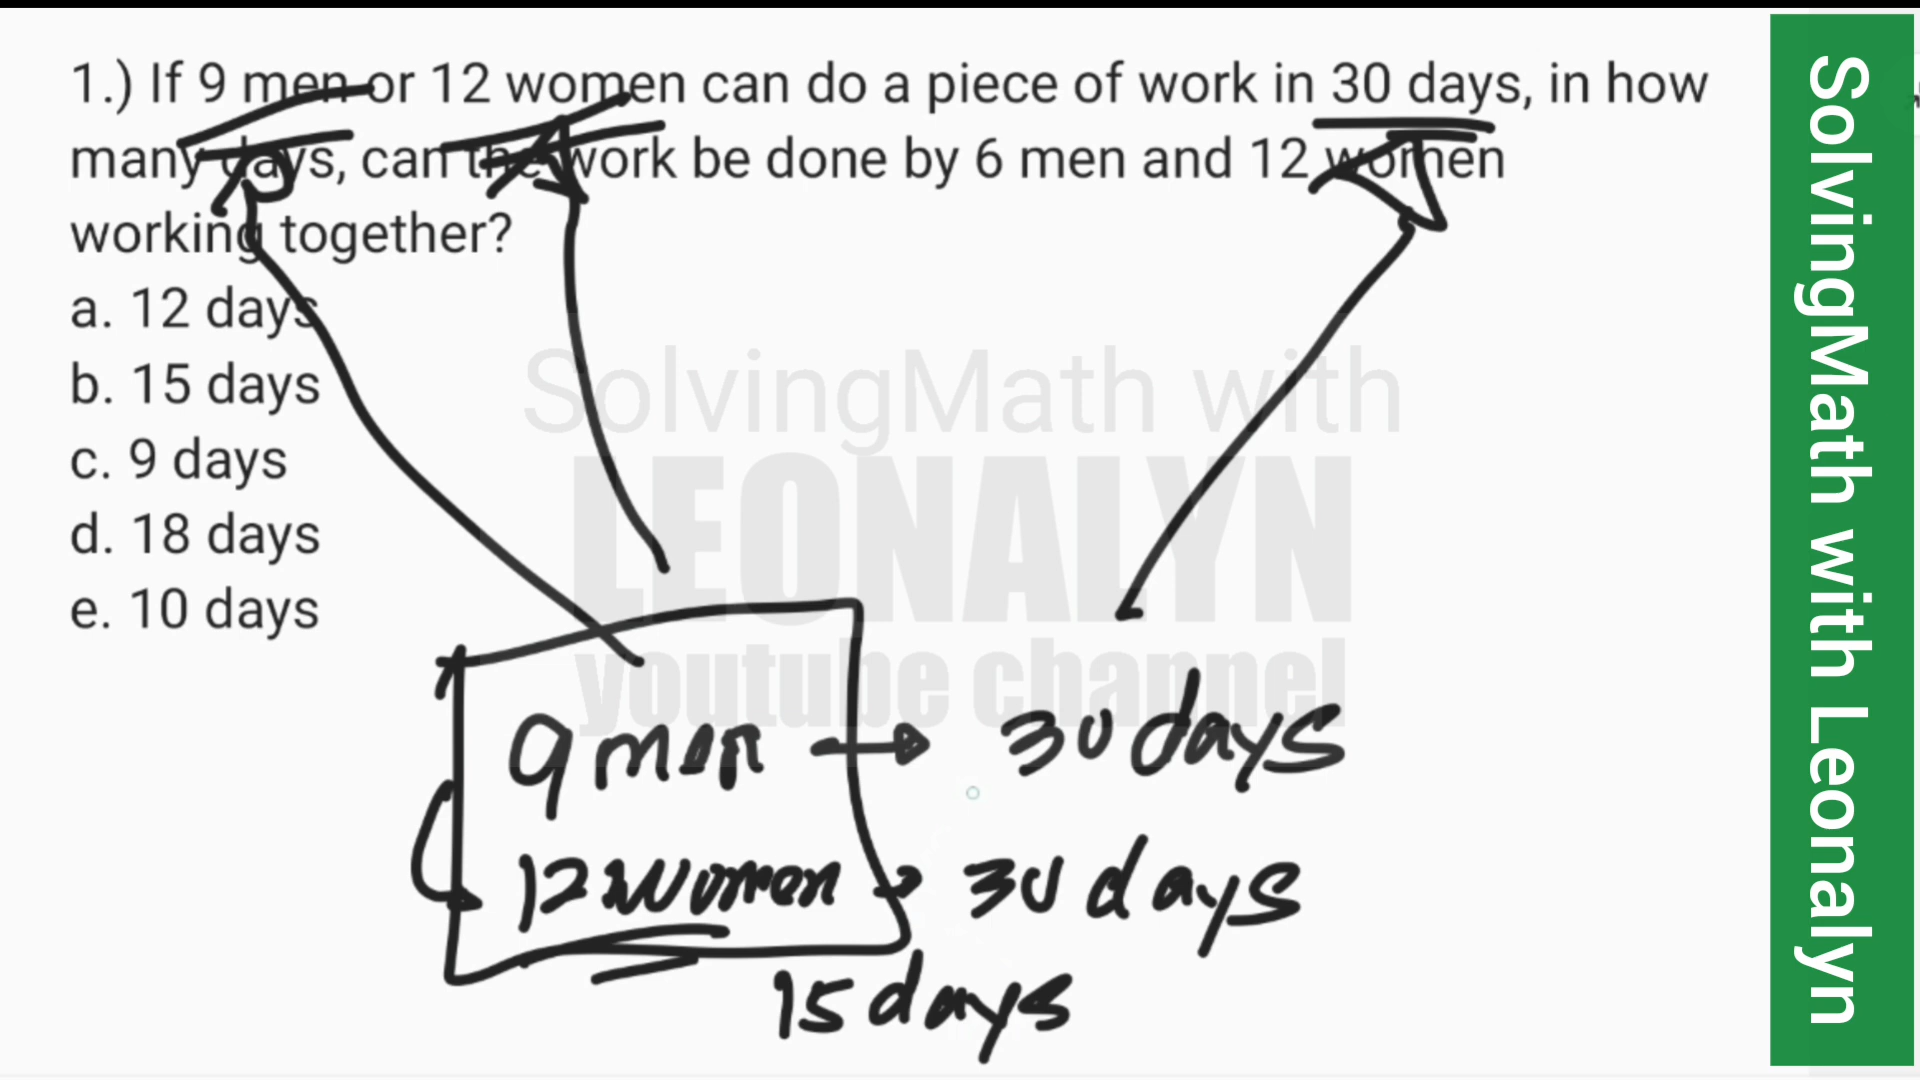 1.) If 9 men or 12 women can do a piece of work in 30 days, in how
many days, can the work be done by 6 men and 12 women
working together?
a. 12 days
b. 15 days
c. 9 days
d. 18 days
e. 10 days
SolvingMath with
LEONALYN
youtube channel
9 men → 30 days
12 women → 30 days
15 days
SolvingMath with Leonalyn